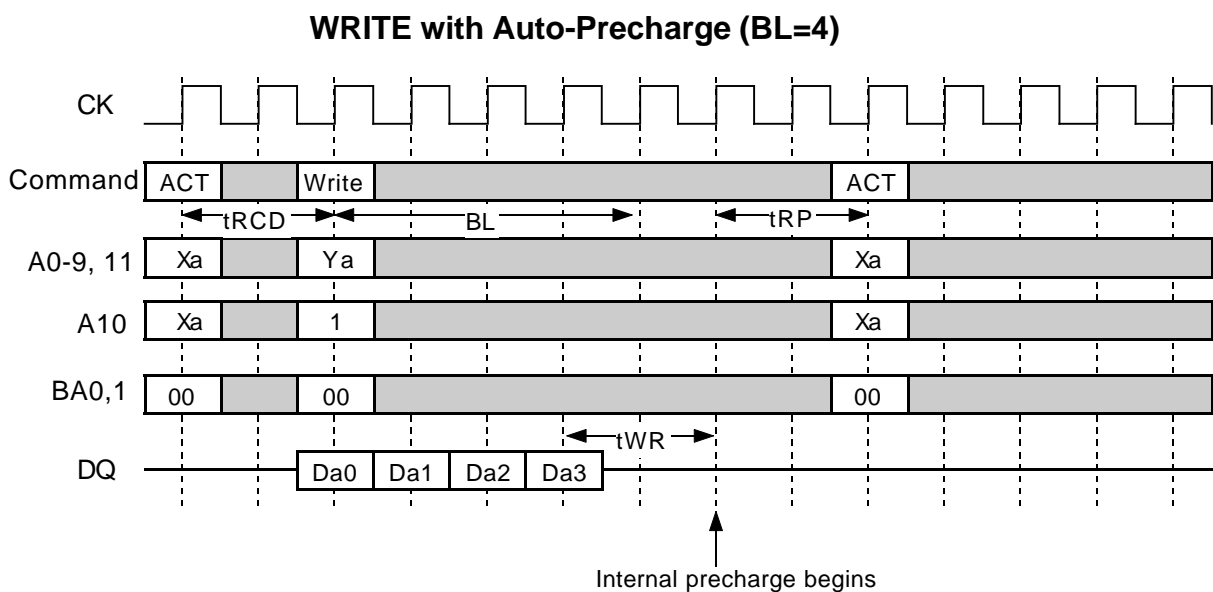 WRITE with Auto-Precharge (BL=4)
CK
Command ACT Write ACT
tRCD BL tRP
A0-9, 11 Xa Ya Xa
A10 Xa 1 Xa
BA0,1 00 00 00
tWR
DQ Da0 Da1 Da2 Da3
Internal precharge begins